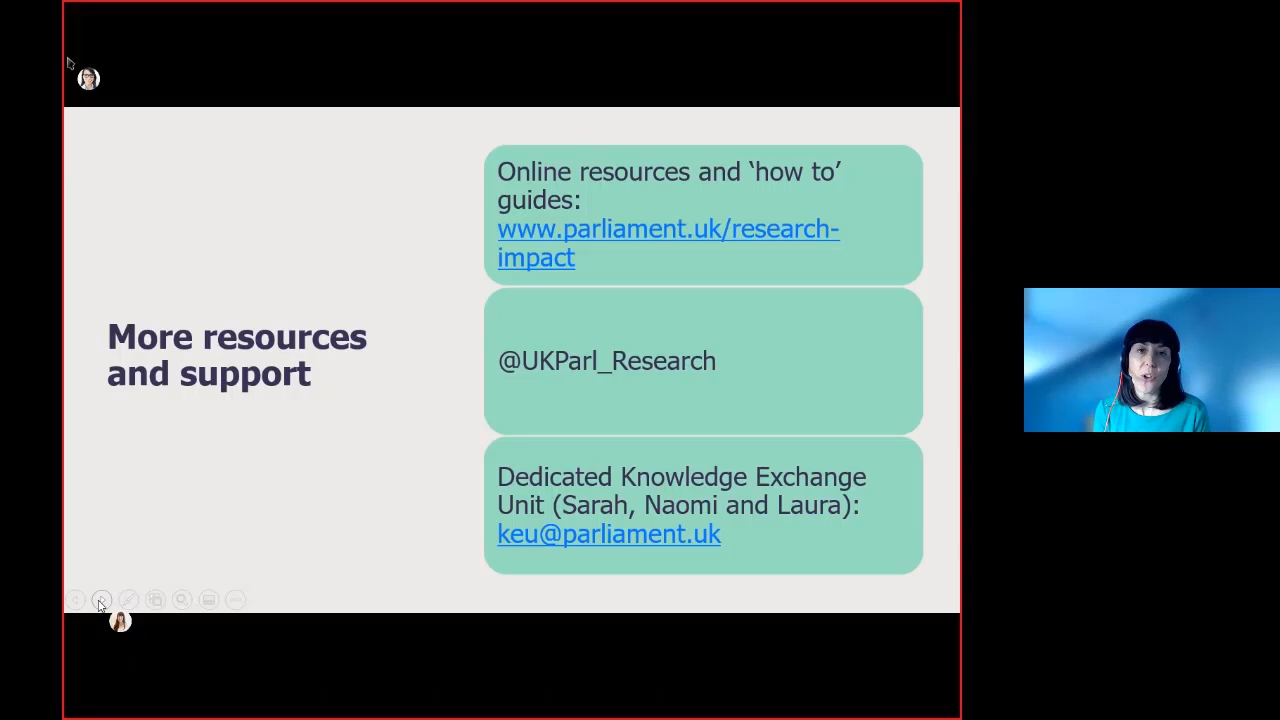 More resources
and support
Online resources and ‘how to’
guides:
www.parliament.uk/research-
impact
@UKParl_Research
Dedicated Knowledge Exchange
Unit (Sarah, Naomi and Laura):
keu@parliament.uk